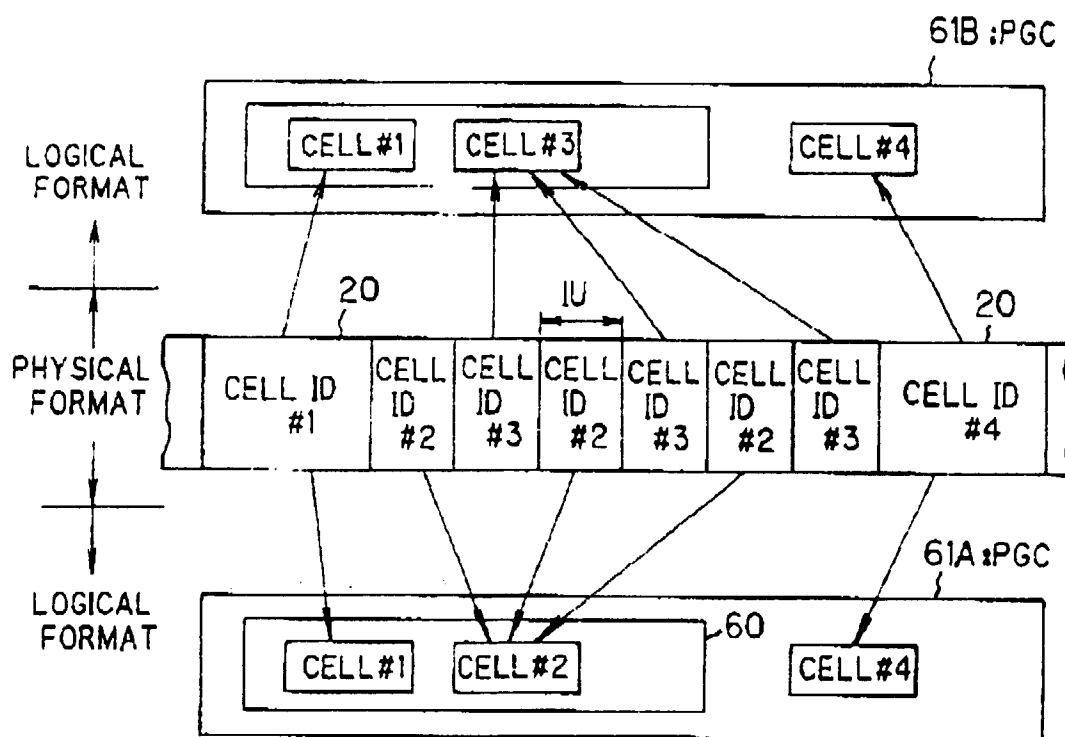 61B:PGC
CELL#1
CELL#3
CELL#4
LOGICAL
FORMAT
20
IU
20
PHYSICAL
FORMAT
CELL ID
#1
CELL
ID
#2
CELL
ID
#3
CELL
ID
#2
CELL
ID
#3
CELL
ID
#2
CELL
ID
#3
CELL ID
#4
61A:PGC
LOGICAL
FORMAT
60
CELL#1
CELL#2
CELL#4